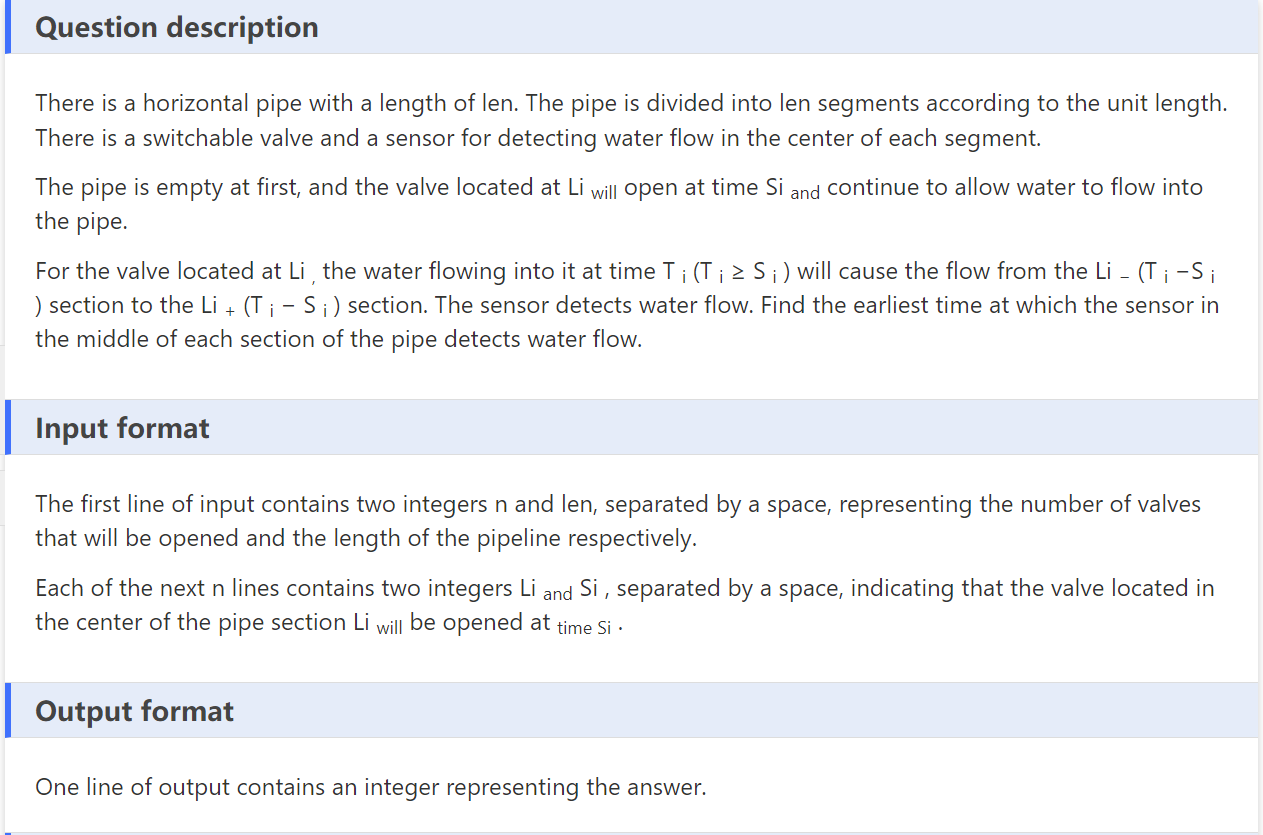 Question description
There is a horizontal pipe with a length of len. The pipe is divided into len segments according to the unit length.
There is a switchable valve and a sensor for detecting water flow in the center of each segment.
The pipe is empty at first, and the valve located at Li will open at time Si and continue to allow water to flow into
the pipe.
For the valve located at Li , the water flowing into it at time T i (T i ≥ S i ) will cause the flow from the Li − (T i −S i
) section to the Li + (T i − S i ) section. The sensor detects water flow. Find the earliest time at which the sensor in
the middle of each section of the pipe detects water flow.
Input format
The first line of input contains two integers n and len, separated by a space, representing the number of valves
that will be opened and the length of the pipeline respectively.
Each of the next n lines contains two integers Li and Si , separated by a space, indicating that the valve located in
the center of the pipe section Li will be opened at time Si .
Output format
One line of output contains an integer representing the answer.